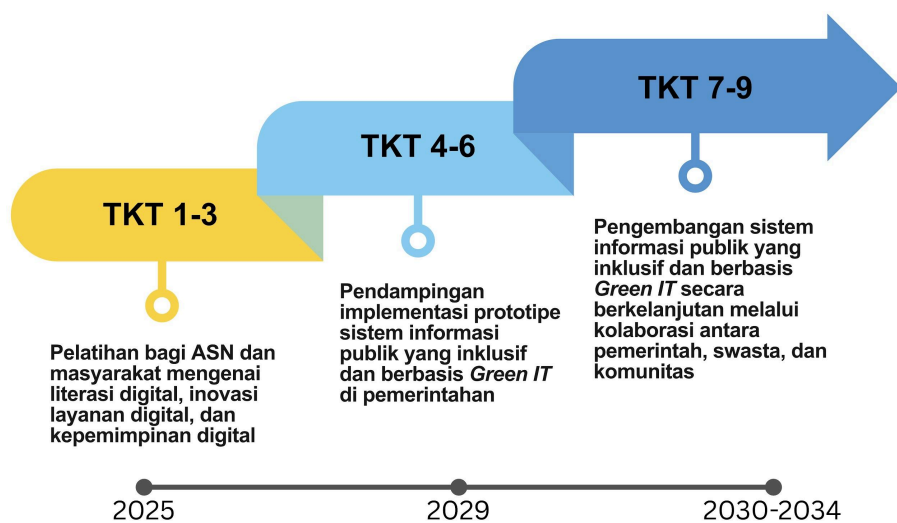 TKT 1-3
Pelatihan bagi ASN dan
masyarakat mengenai
literasi digital, inovasi
layanan digital, dan
kepemimpinan digital
TKT 4-6
Pendampingan
implementasi prototipe
sistem informasi
publik yang inklusif
dan berbasis Green IT
di pemerintahan
TKT 7-9
Pengembangan sistem
informasi publik yang
inklusif dan berbasis
Green IT secara
berkelanjutan melalui
kolaborasi antara
pemerintah, swasta, dan
komunitas
2025
2029
2030-2034